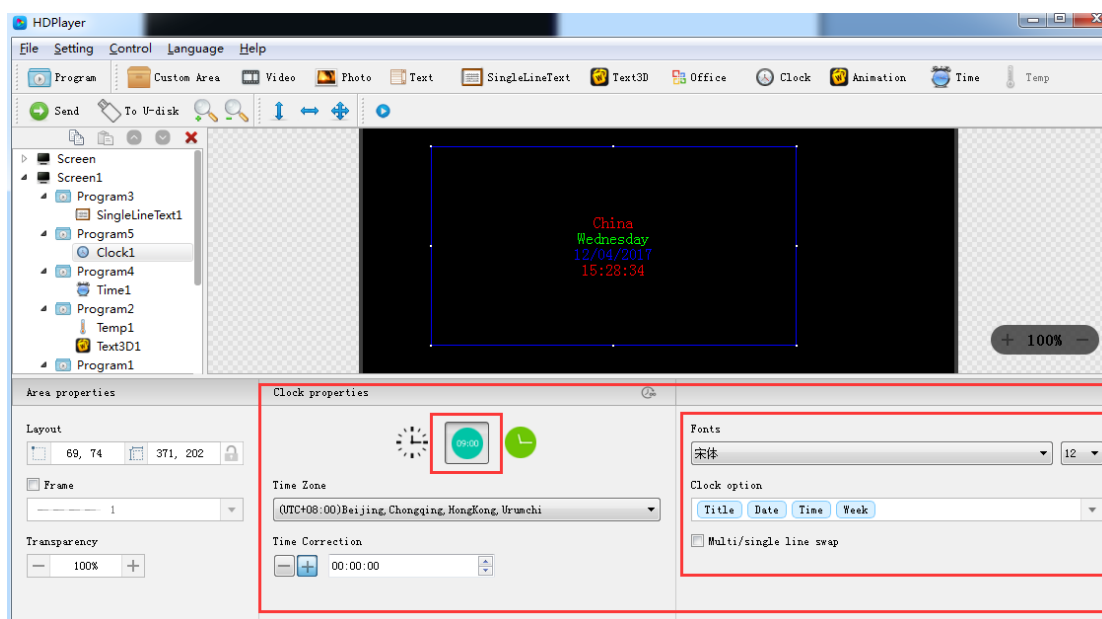 HDPlayer
File Setting Control Language Help
Program Custom Area Video Photo Text SingleLineText Text3D Office Clock Animation Time Temp
Send To U-disk
Screen
Screen1
Program3
SingleLineText1
Program5
Clock1
Program4
Time1
Program2
Temp1
Text3D1
Program1
China
Wednesday
12/04/2017
15:28:34
+ 100% −
Area properties
Layout
69, 74 371, 202
Frame
1
Transparency
− 100% +
Clock properties
09:00
Time Zone
(UTC+08:00)Beijing,Chongqing,HongKong,Urumchi
Time Correction
− + 00:00:00
Fonts
宋体 12
Clock option
Title Date Time Week
Multi/single line swap